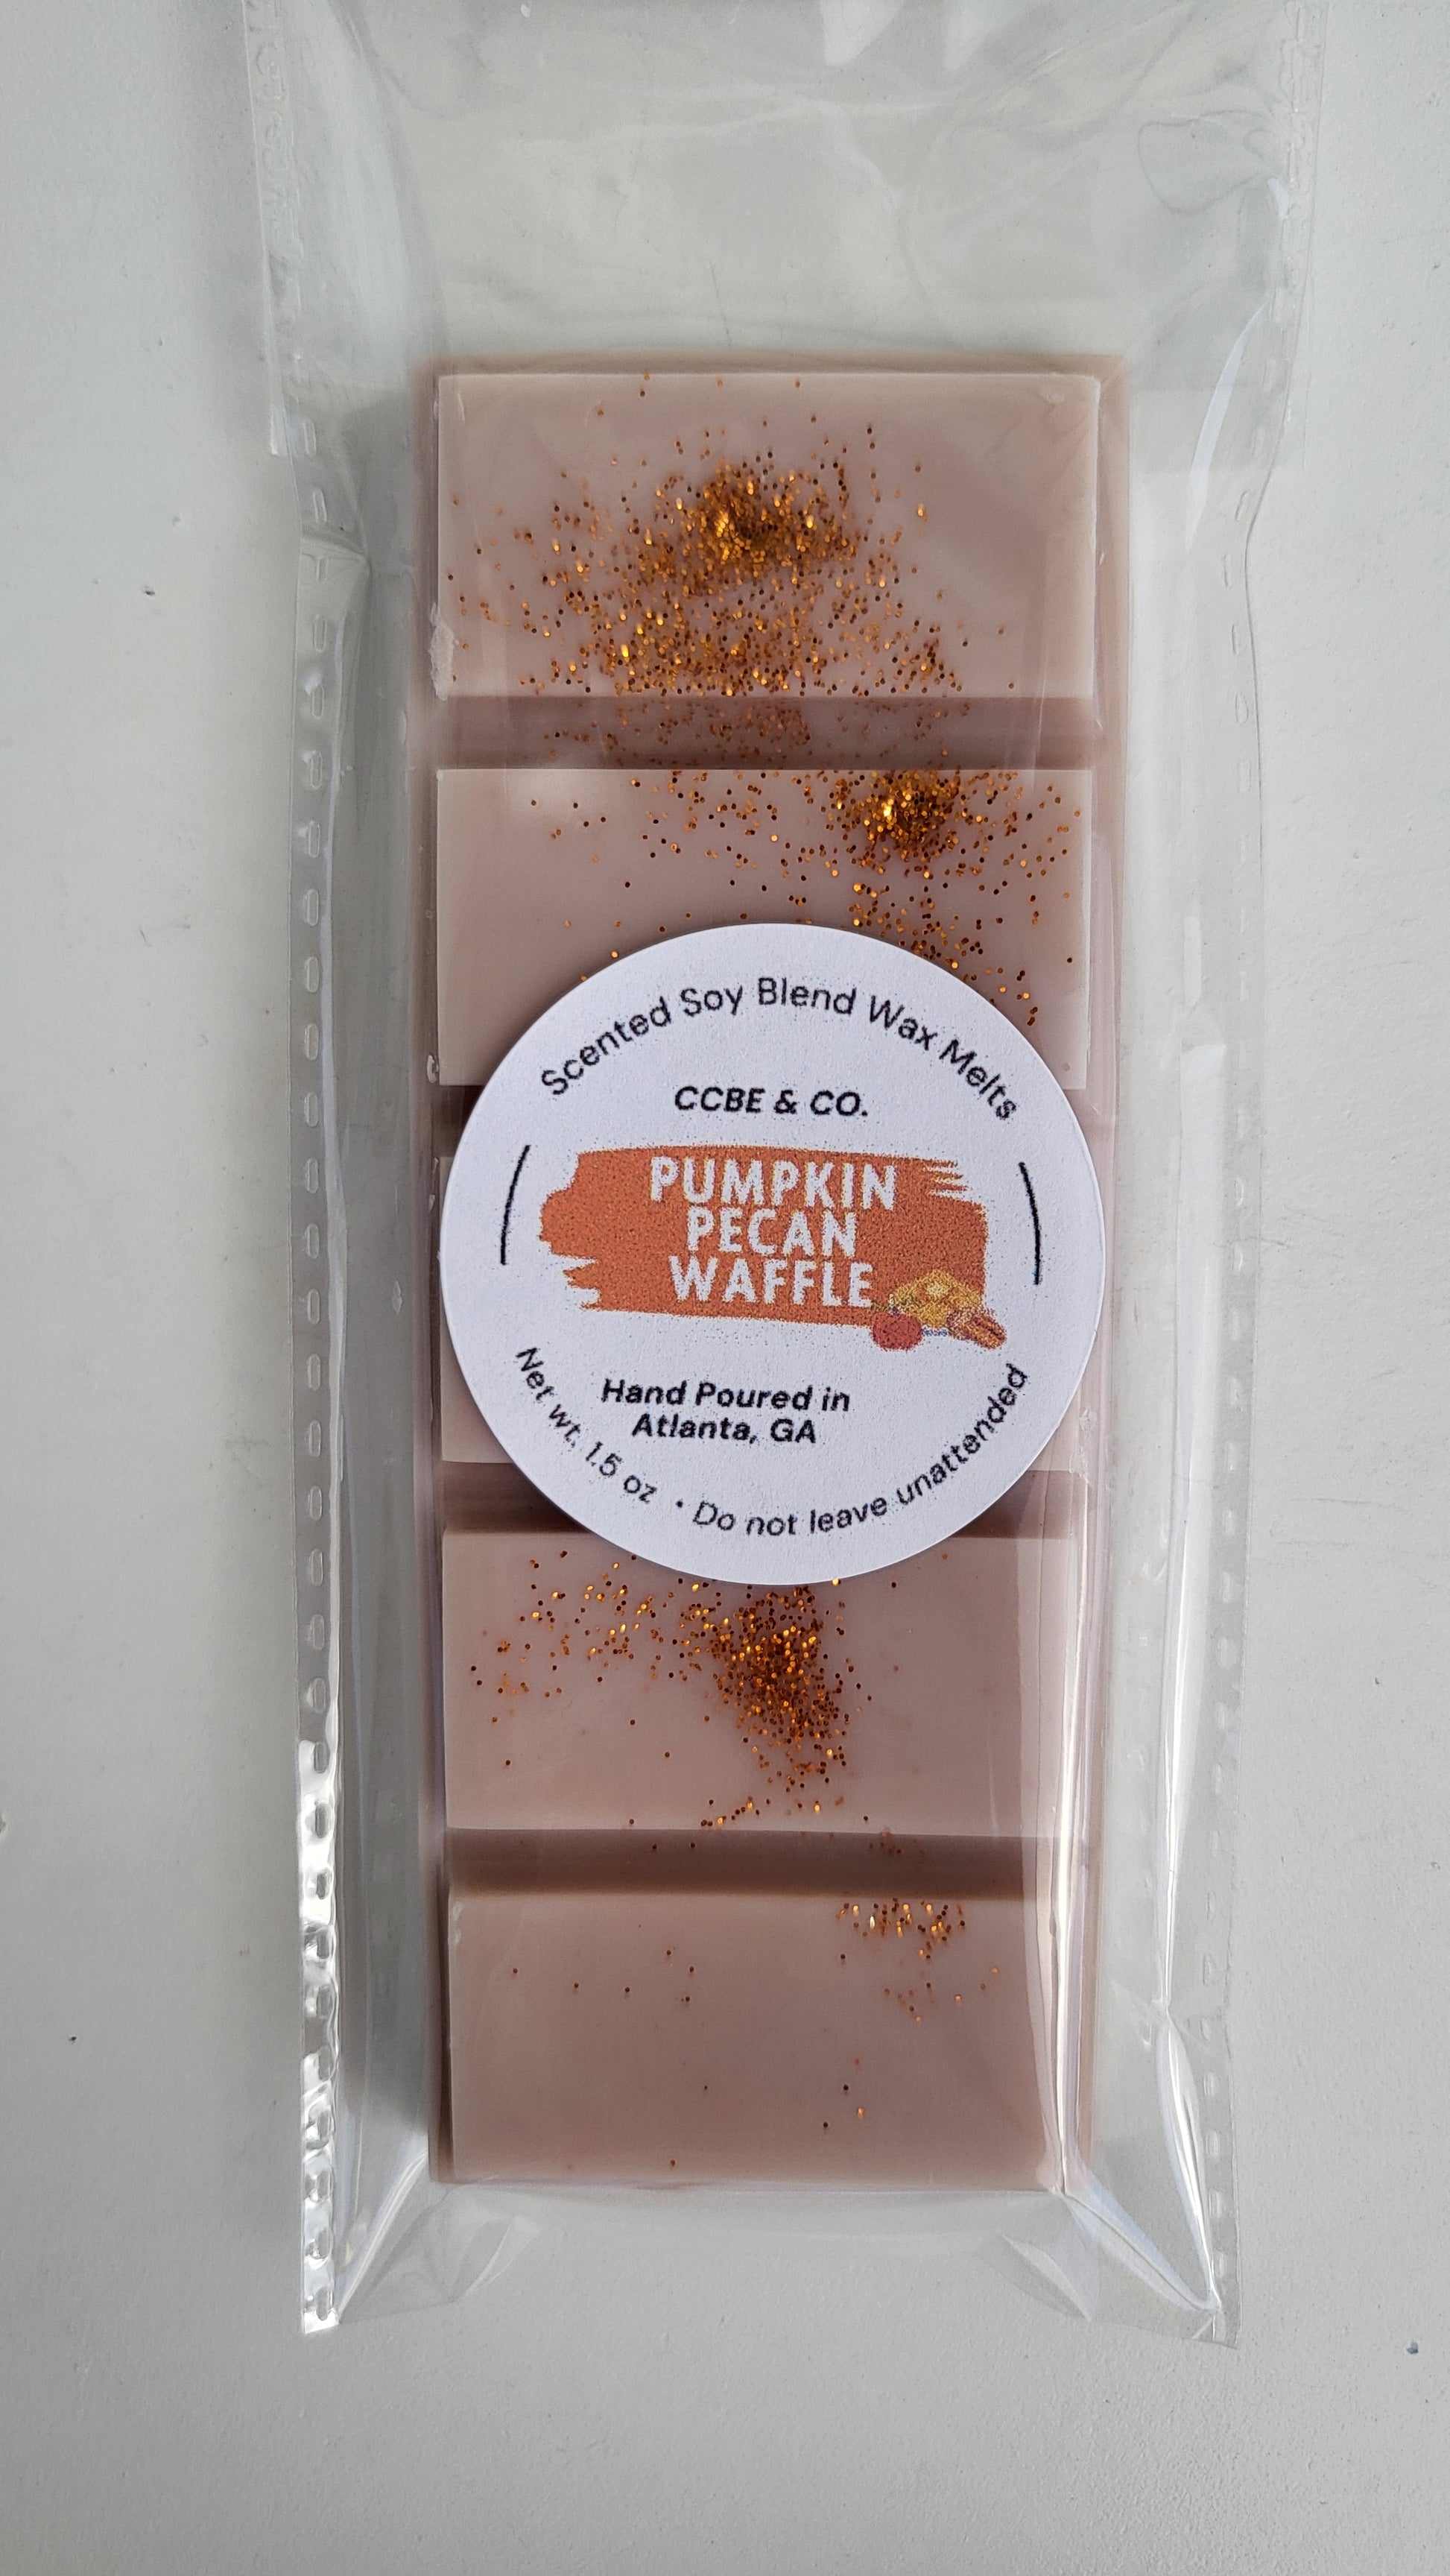 Scented Soy Blend Wax Melts
CCBE & CO.
PUMPKIN
PECAN
WAFFLE
Hand Poured in
Atlanta, GA
Net wt. 1.5 oz • Do not leave unattended